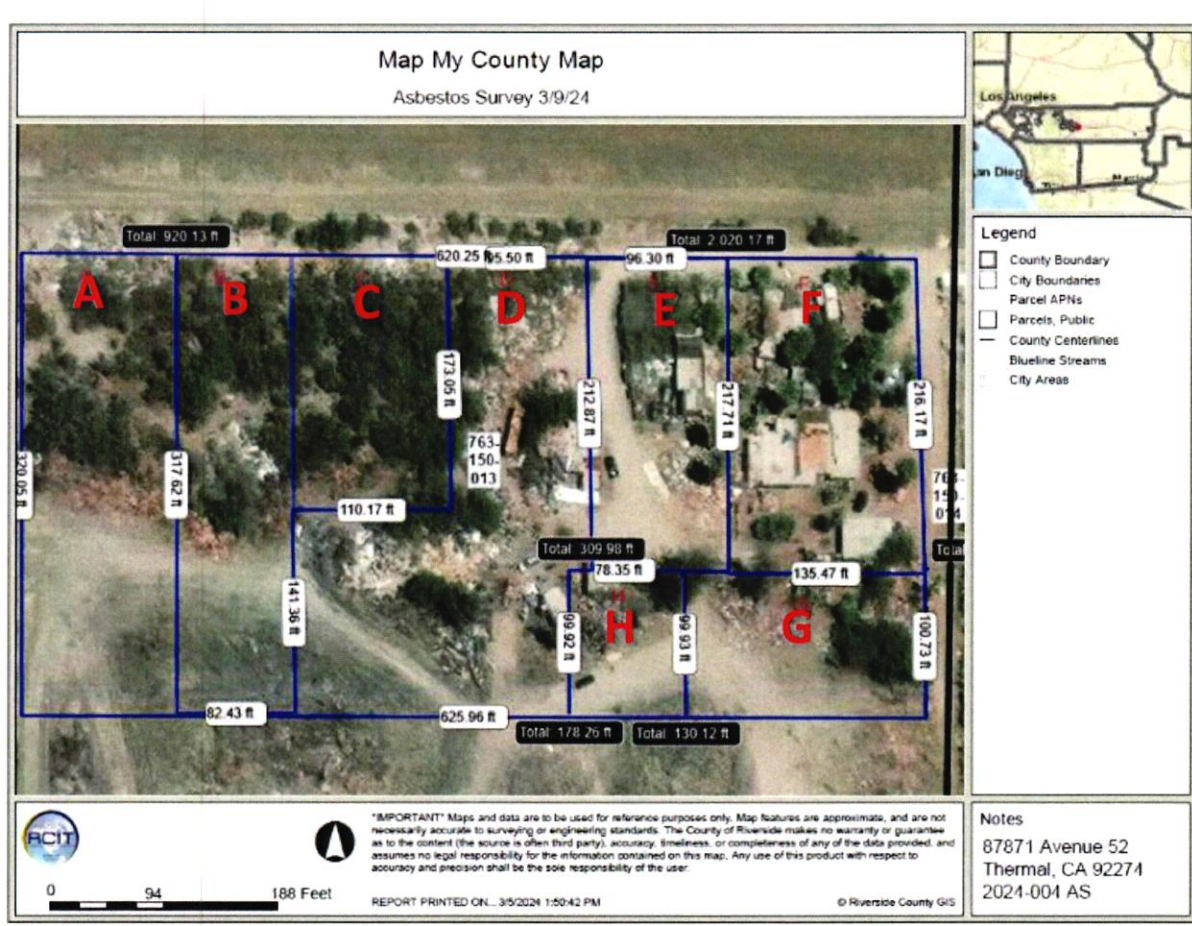 Map My County Map
Asbestos Survey 3/9/24
Los Angeles
an Dieg
Legend
County Boundary
City Boundaries
Parcel APNs
Parcels, Public
County Centerlines
Blueline Streams
City Areas
Total: 920.13 ft
Total: 2,020.17 ft
620.25 f
95.50 ft
96.30 ft
A
B
C
D
E
F
173.05 ft
212.87 ft
217.71 ft
216.17 ft
763-
150-
013
320.05 ft
317.62 ft
110.17 ft
Total: 309.98 ft
Total
78.35 ft
135.47 ft
141.36 ft
99.92 ft
H
99.93 ft
G
100.73 ft
82.43 ft
625.96 ft
Total: 178.26 ft
Total: 130.12 ft
RCIT
"IMPORTANT" Maps and data are to be used for reference purposes only. Map features are approximate, and are not
necessarily accurate to surveying or engineering standards. The County of Riverside makes no warranty or guarantee
as to the content (the source is often third party), accuracy, timeliness, or completeness of any of the data provided, and
assumes no legal responsibility for the information contained on this map. Any use of this product with respect to
accuracy and precision shall be the sole responsibility of the user.
0 94 188 Feet
REPORT PRINTED ON... 3/5/2024 1:50:42 PM
© Riverside County GIS
Notes
87871 Avenue 52
Thermal, CA 92274
2024-004 AS